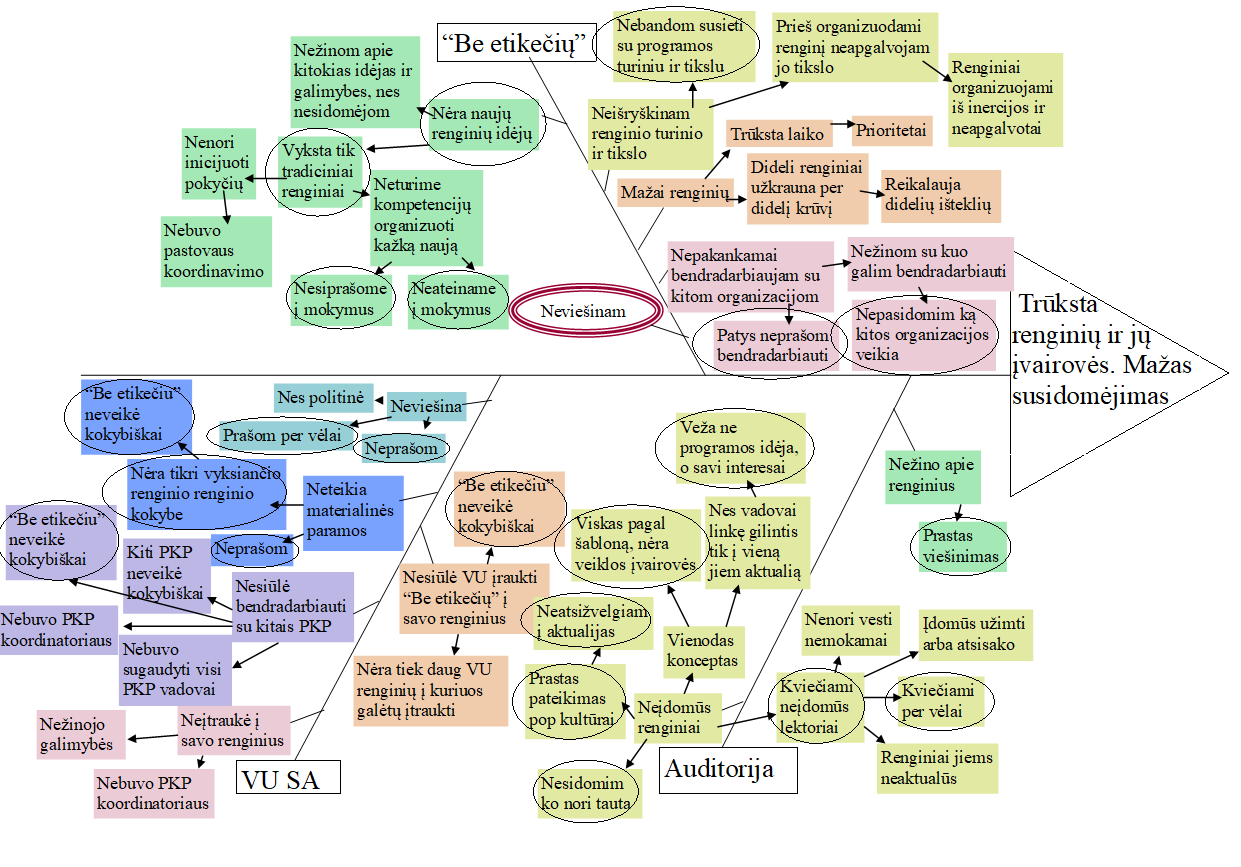 “Be etikečių”
Nebandom susieti
su programos
turiniu ir tikslu
Prieš organizuodami
renginį neapgalvojam
jo tikslo
Renginiai
organizuojami
iš inercijos ir
neapgalvotai
Nežinom apie
kitokias idėjas ir
galimybes, nes
nesidomėjom
Nėra naujų
renginių idėjų
Neišryškinam
renginio turinio
ir tikslo
Trūksta laiko
Prioritetai
Nenori
inicijuoti
pokyčių
Vyksta tik
tradiciniai
renginiai
Neturime
kompetencijų
organizuoti
kažką naują
Mažai renginių
Dideli renginiai
užkrauna per
didelį krūvį
Reikalauja
didelių išteklių
Nebuvo
pastovaus
koordinavimo
Nesiprašome
į mokymus
Neateiname
į mokymus
Neviešinam
Nepakankamai
bendradarbiaujam su
kitom organizacijom
Nežinom su kuo
galim bendradarbiauti
Patys neprašom
bendradarbiauti
Nepasidomim ką
kitos organizacijos
veikia
Trūksta
renginių ir jų
įvairovės. Mažas
susidomėjimas
“Be etikečiu”
neveikė
kokybiškai
Nes politinė
Neviešina
Prašom per vėlai
Neprašom
Nėra tikri vyksiančio
renginio renginio
kokybe
Neteikia
materialinės
paramos
Neprašom
“Be etikečiu”
neveikė
kokybiškai
“Be etikečiu”
neveikė
kokybiškai
Kiti PKP
neveikė
kokybiškai
Nesiūlė
bendradarbiauti
su kitais PKP
Nebuvo PKP
koordinatoriaus
Nebuvo
sugaudyti visi
PKP vadovai
Nesiūlė VU įraukti
“Be etikečių” į
savo renginius
Nėra tiek daug VU
renginių į kuriuos
galėtų įtraukti
Nežinojo
galimybės
Neįtraukė į
savo renginius
Nebuvo PKP
koordinatoriaus
VU SA
Veža ne
programos idėja,
o savi interesai
Viskas pagal
šabloną, nėra
veiklos įvairovės
Nes vadovai
linkę gilintis
tik į vieną
jiem aktualią
Neatsižvelgiam
į aktualijas
Vienodas
konceptas
Prastas
pateikimas
pop kultūrai
Neįdomūs
renginiai
Nesidomim
ko nori tauta
Auditorija
Nežino apie
renginius
Prastas
viešinimas
Nenori vesti
nemokamai
Įdomūs užimti
arba atsisako
Kviečiami
neįdomūs
lektoriai
Kviečiami
per vėlai
Renginiai jiems
neaktualūs